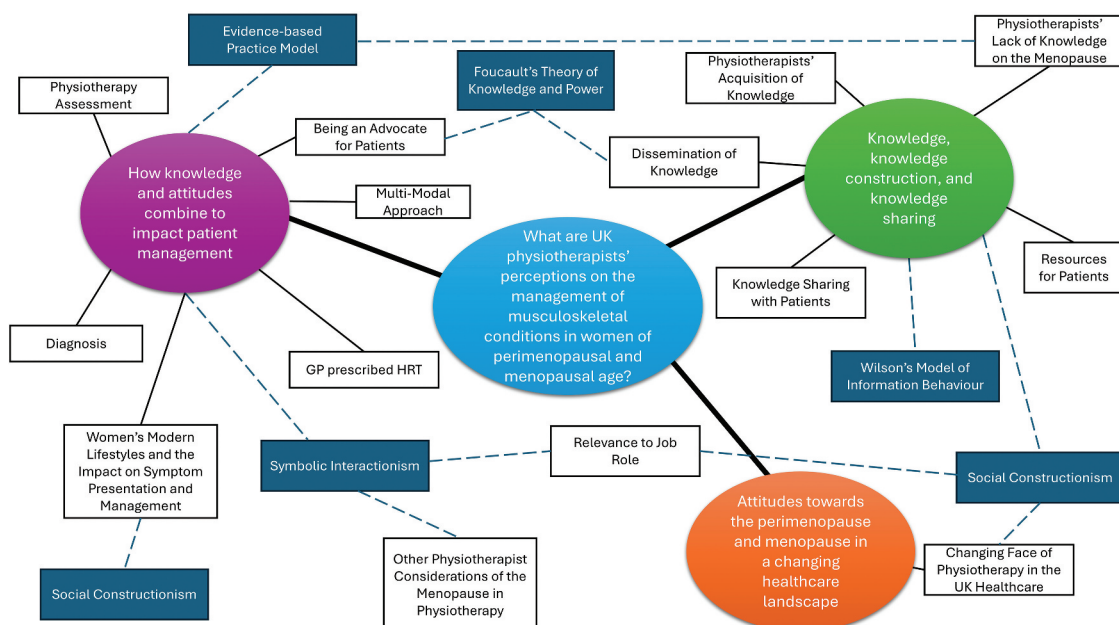 Evidence-based
Practice Model
Physiotherapists'
Lack of Knowledge
on the Menopause
Physiotherapists'
Acquisition of
Knowledge
Foucault's Theory of
Knowledge and Power
Physiotherapy
Assessment
Being an Advocate
for Patients
Dissemination of
Knowledge
Knowledge,
knowledge
construction, and
knowledge
sharing
How knowledge
and attitudes
combine to
impact patient
management
Multi-Modal
Approach
What are UK
physiotherapists'
perceptions on the
management of
musculoskeletal
conditions in women of
perimenopausal and
menopausal age?
Resources
for Patients
Knowledge Sharing
with Patients
Diagnosis
GP prescribed HRT
Wilson's Model of
Information Behaviour
Women's Modern
Lifestyles and the
Impact on Symptom
Presentation and
Management
Symbolic Interactionism
Relevance to Job
Role
Social Constructionism
Attitudes towards
the perimenopause
and menopause in
a changing
healthcare
landscape
Other Physiotherapist
Considerations of the
Menopause in
Physiotherapy
Changing Face of
Physiotherapy in the
UK Healthcare
Social Constructionism